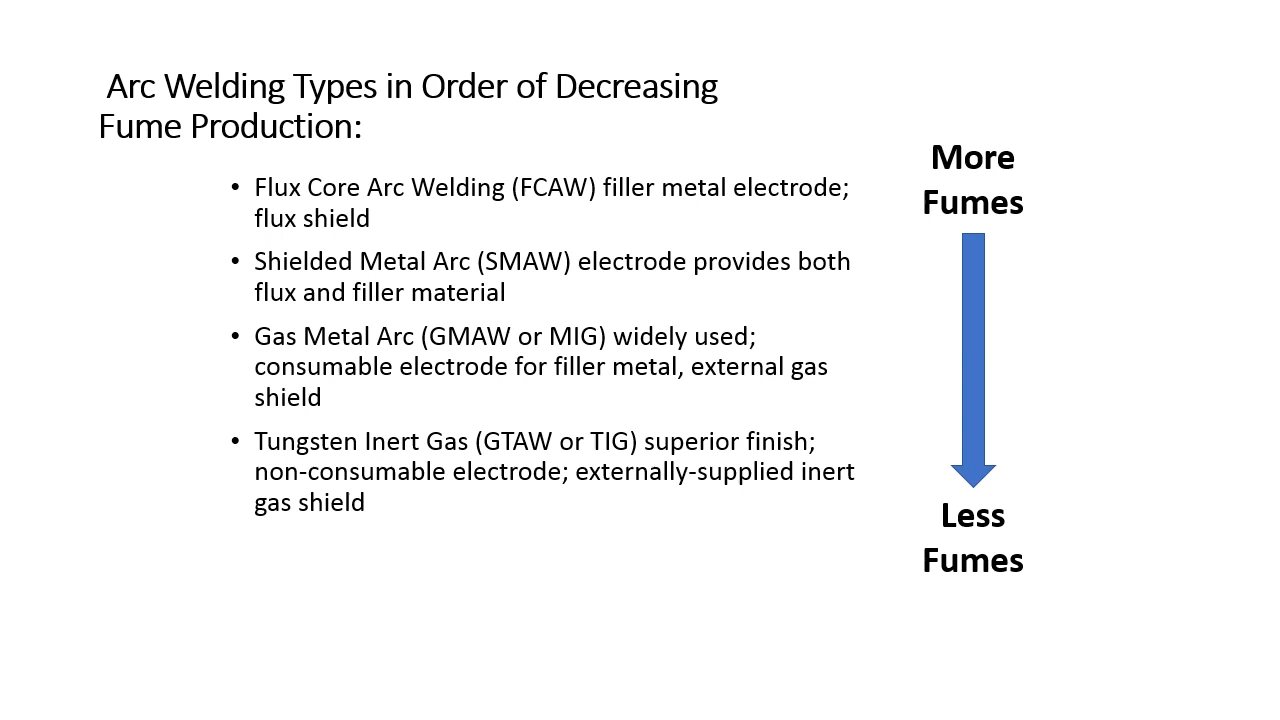 Arc Welding Types in Order of Decreasing
Fume Production:
• Flux Core Arc Welding (FCAW) filler metal electrode;
flux shield
• Shielded Metal Arc (SMAW) electrode provides both
flux and filler material
• Gas Metal Arc (GMAW or MIG) widely used;
consumable electrode for filler metal, external gas
shield
• Tungsten Inert Gas (GTAW or TIG) superior finish;
non-consumable electrode; externally-supplied inert
gas shield
More
Fumes
Less
Fumes